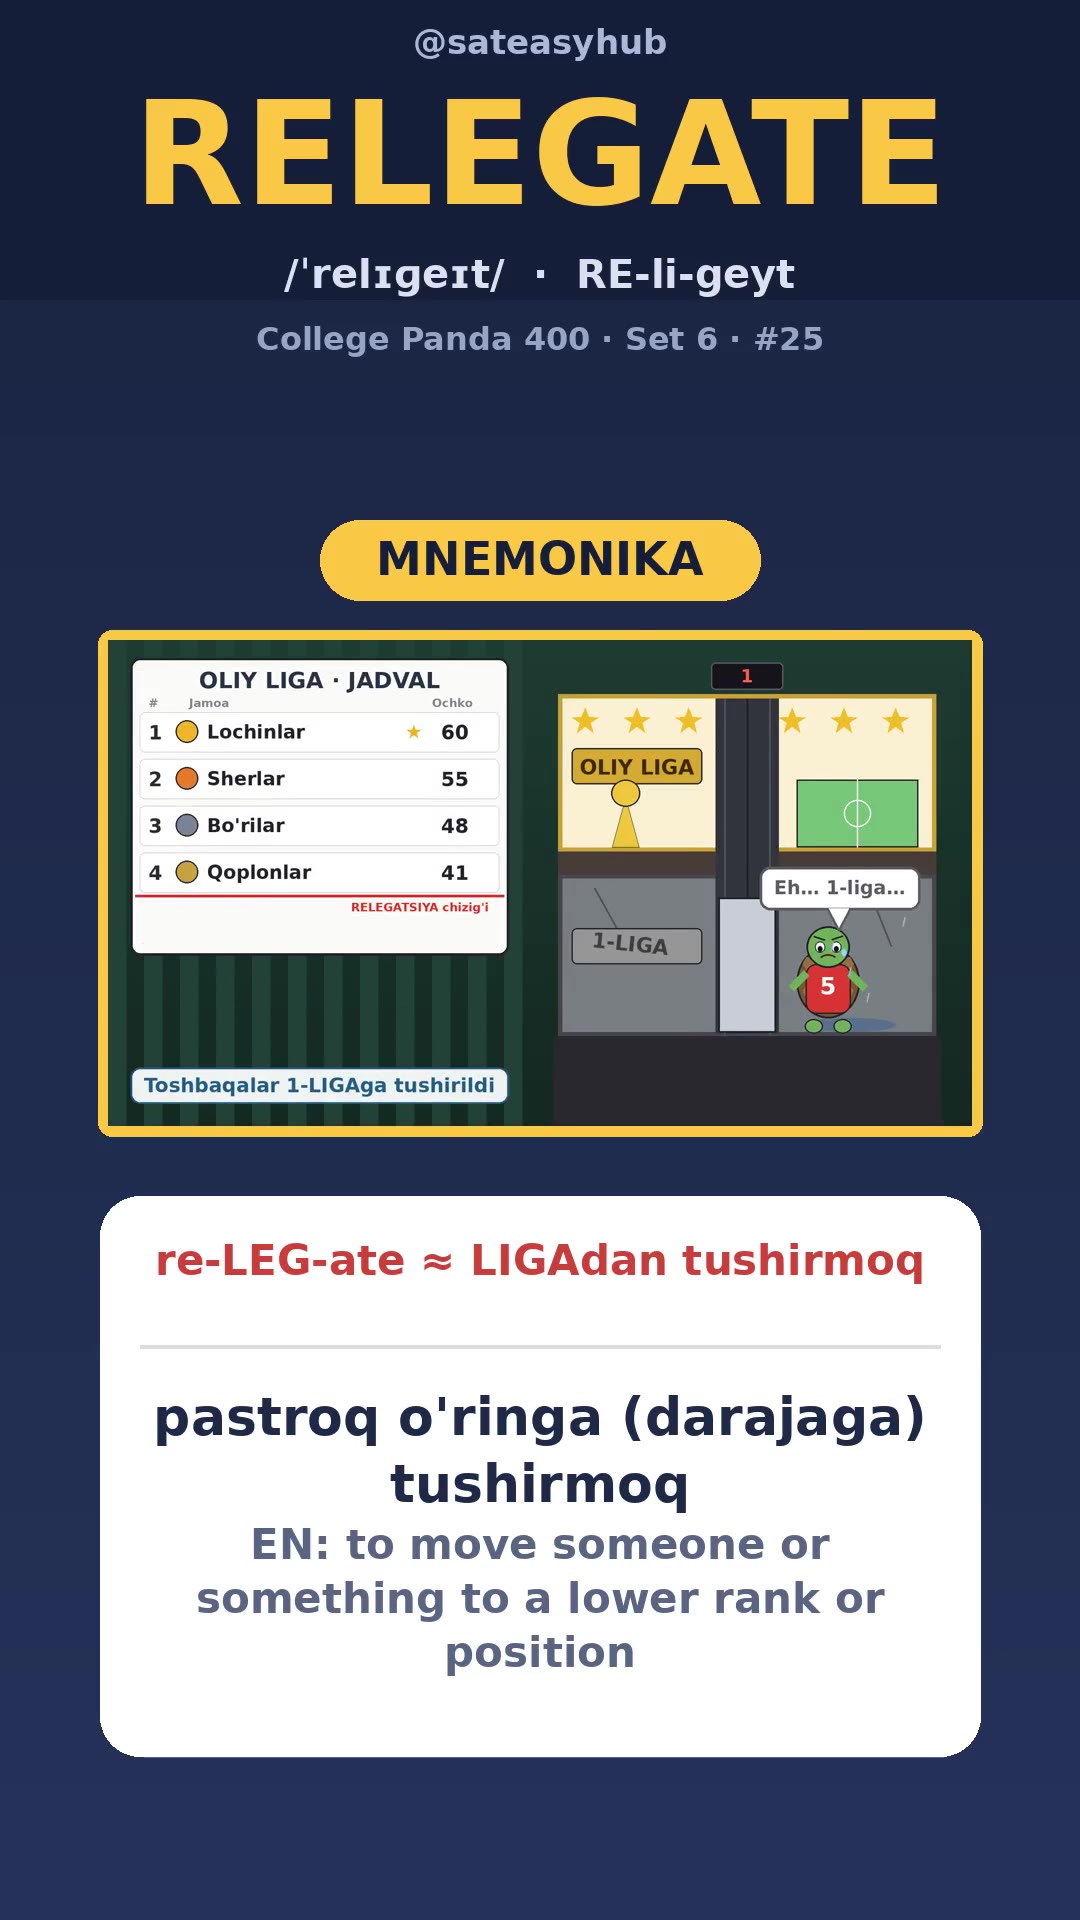 @sateasyhub
RELEGATE
/ˈrelɪɡeɪt/ · RE-li-geyt
College Panda 400 · Set 6 · #25
MNEMONIKA
OLIY LIGA · JADVAL
# Jamoa Ochko
1 Lochinlar ★ 60
2 Sherlar 55
3 Bo'rilar 48
4 Qoplonlar 41
RELEGATSIYA chizig'i
Toshbaqalar 1-LIGAga tushirildi
1
OLIY LIGA
Eh... 1-liga...
1-LIGA
5
re-LEG-ate ≈ LIGAdan tushirmoq
pastroq o'ringa (darajaga)
tushirmoq
EN: to move someone or
something to a lower rank or
position